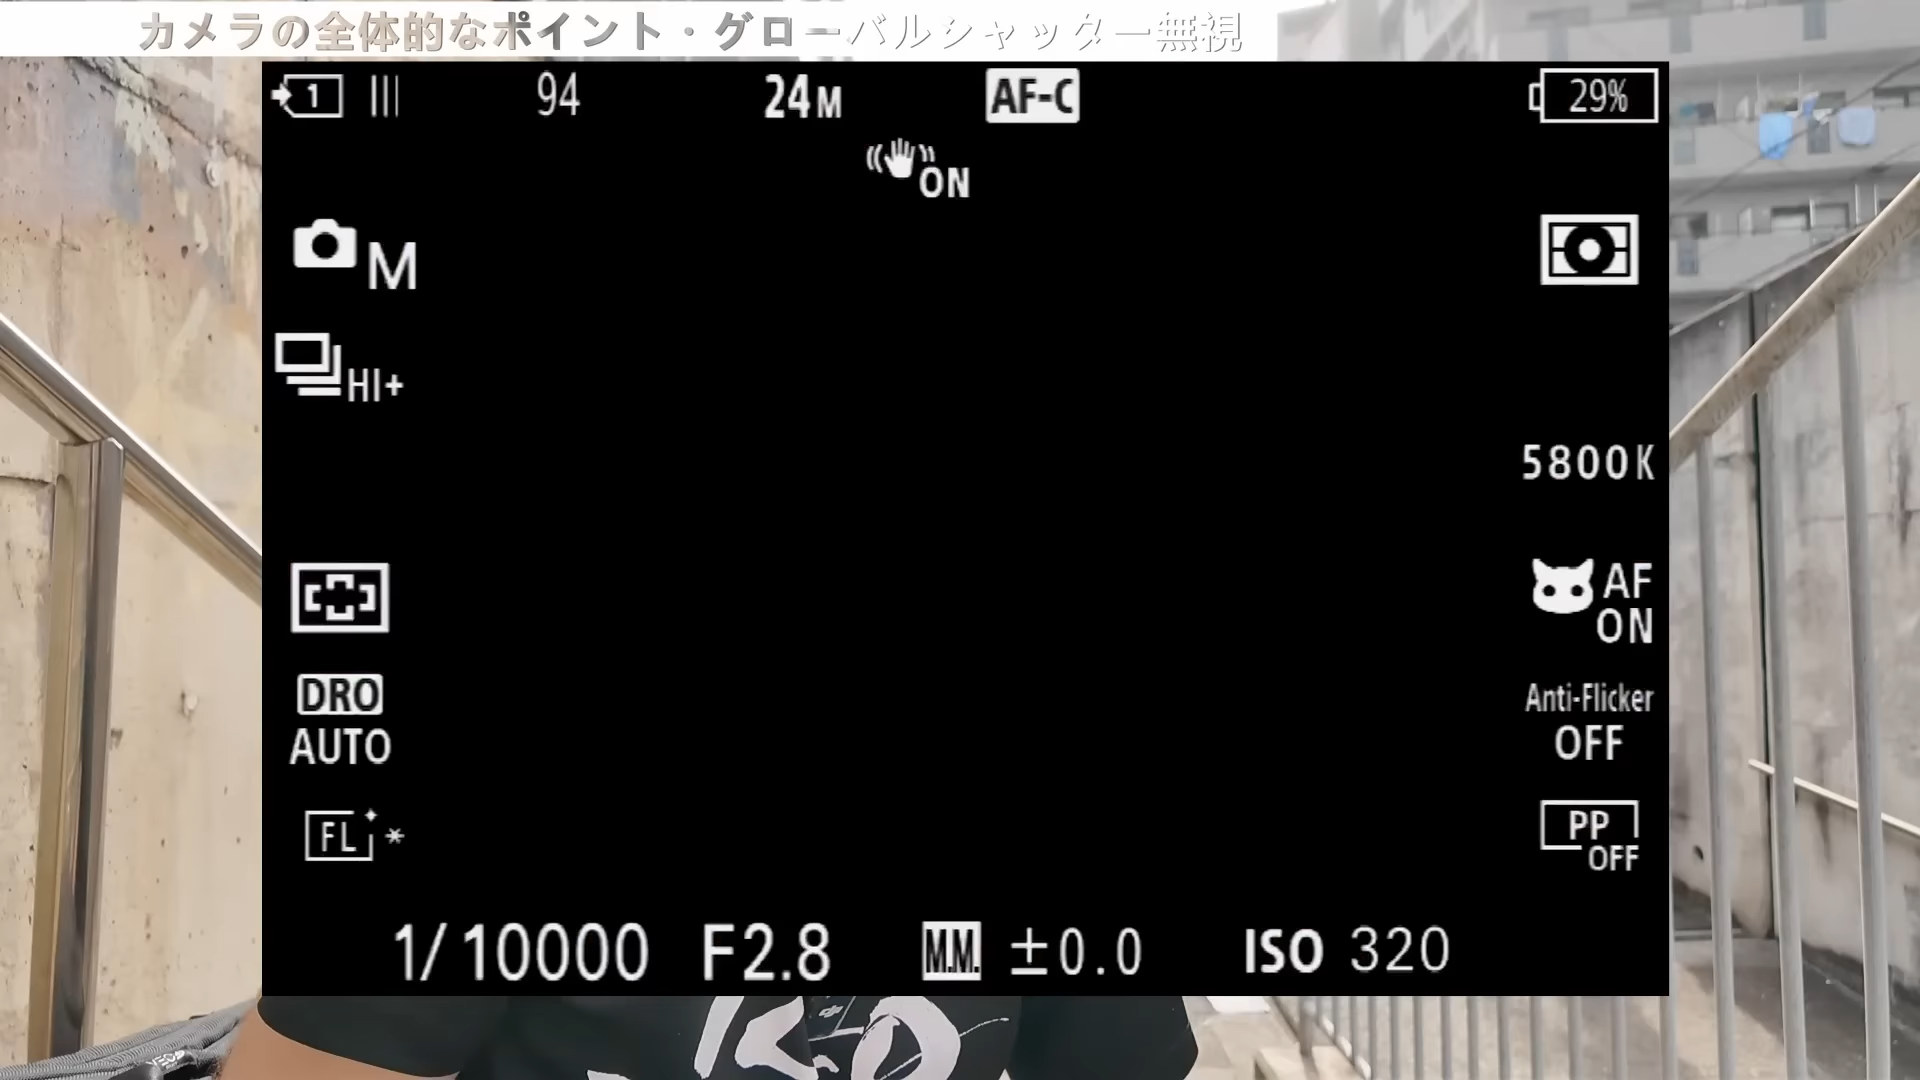 カメラの全体的なポイント・グローバルシャッター無視
1 94 24M AF-C 29%
ON
M
HI+
5800K
AF
ON
DRO
AUTO
Anti-Flicker
OFF
FL *
PP
OFF
1/10000 F2.8 M.M. ±0.0 ISO 320